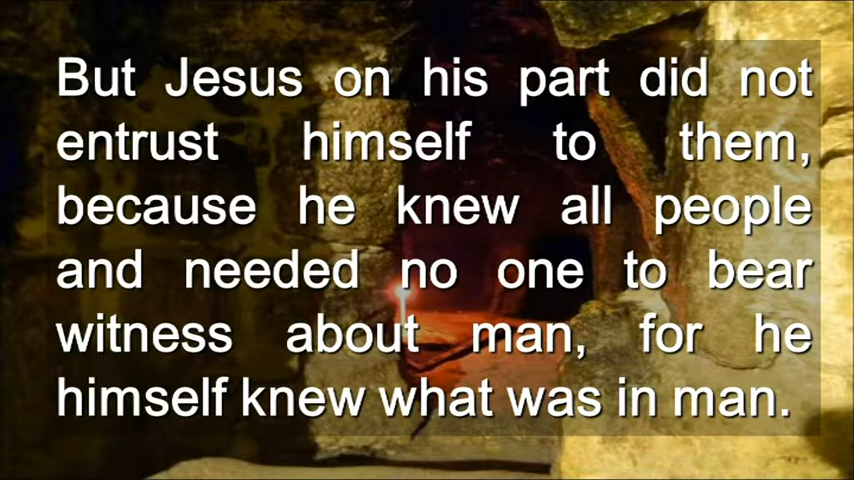 But Jesus on his part did not
entrust himself to them,
because he knew all people
and needed no one to bear
witness about man, for he
himself knew what was in man.